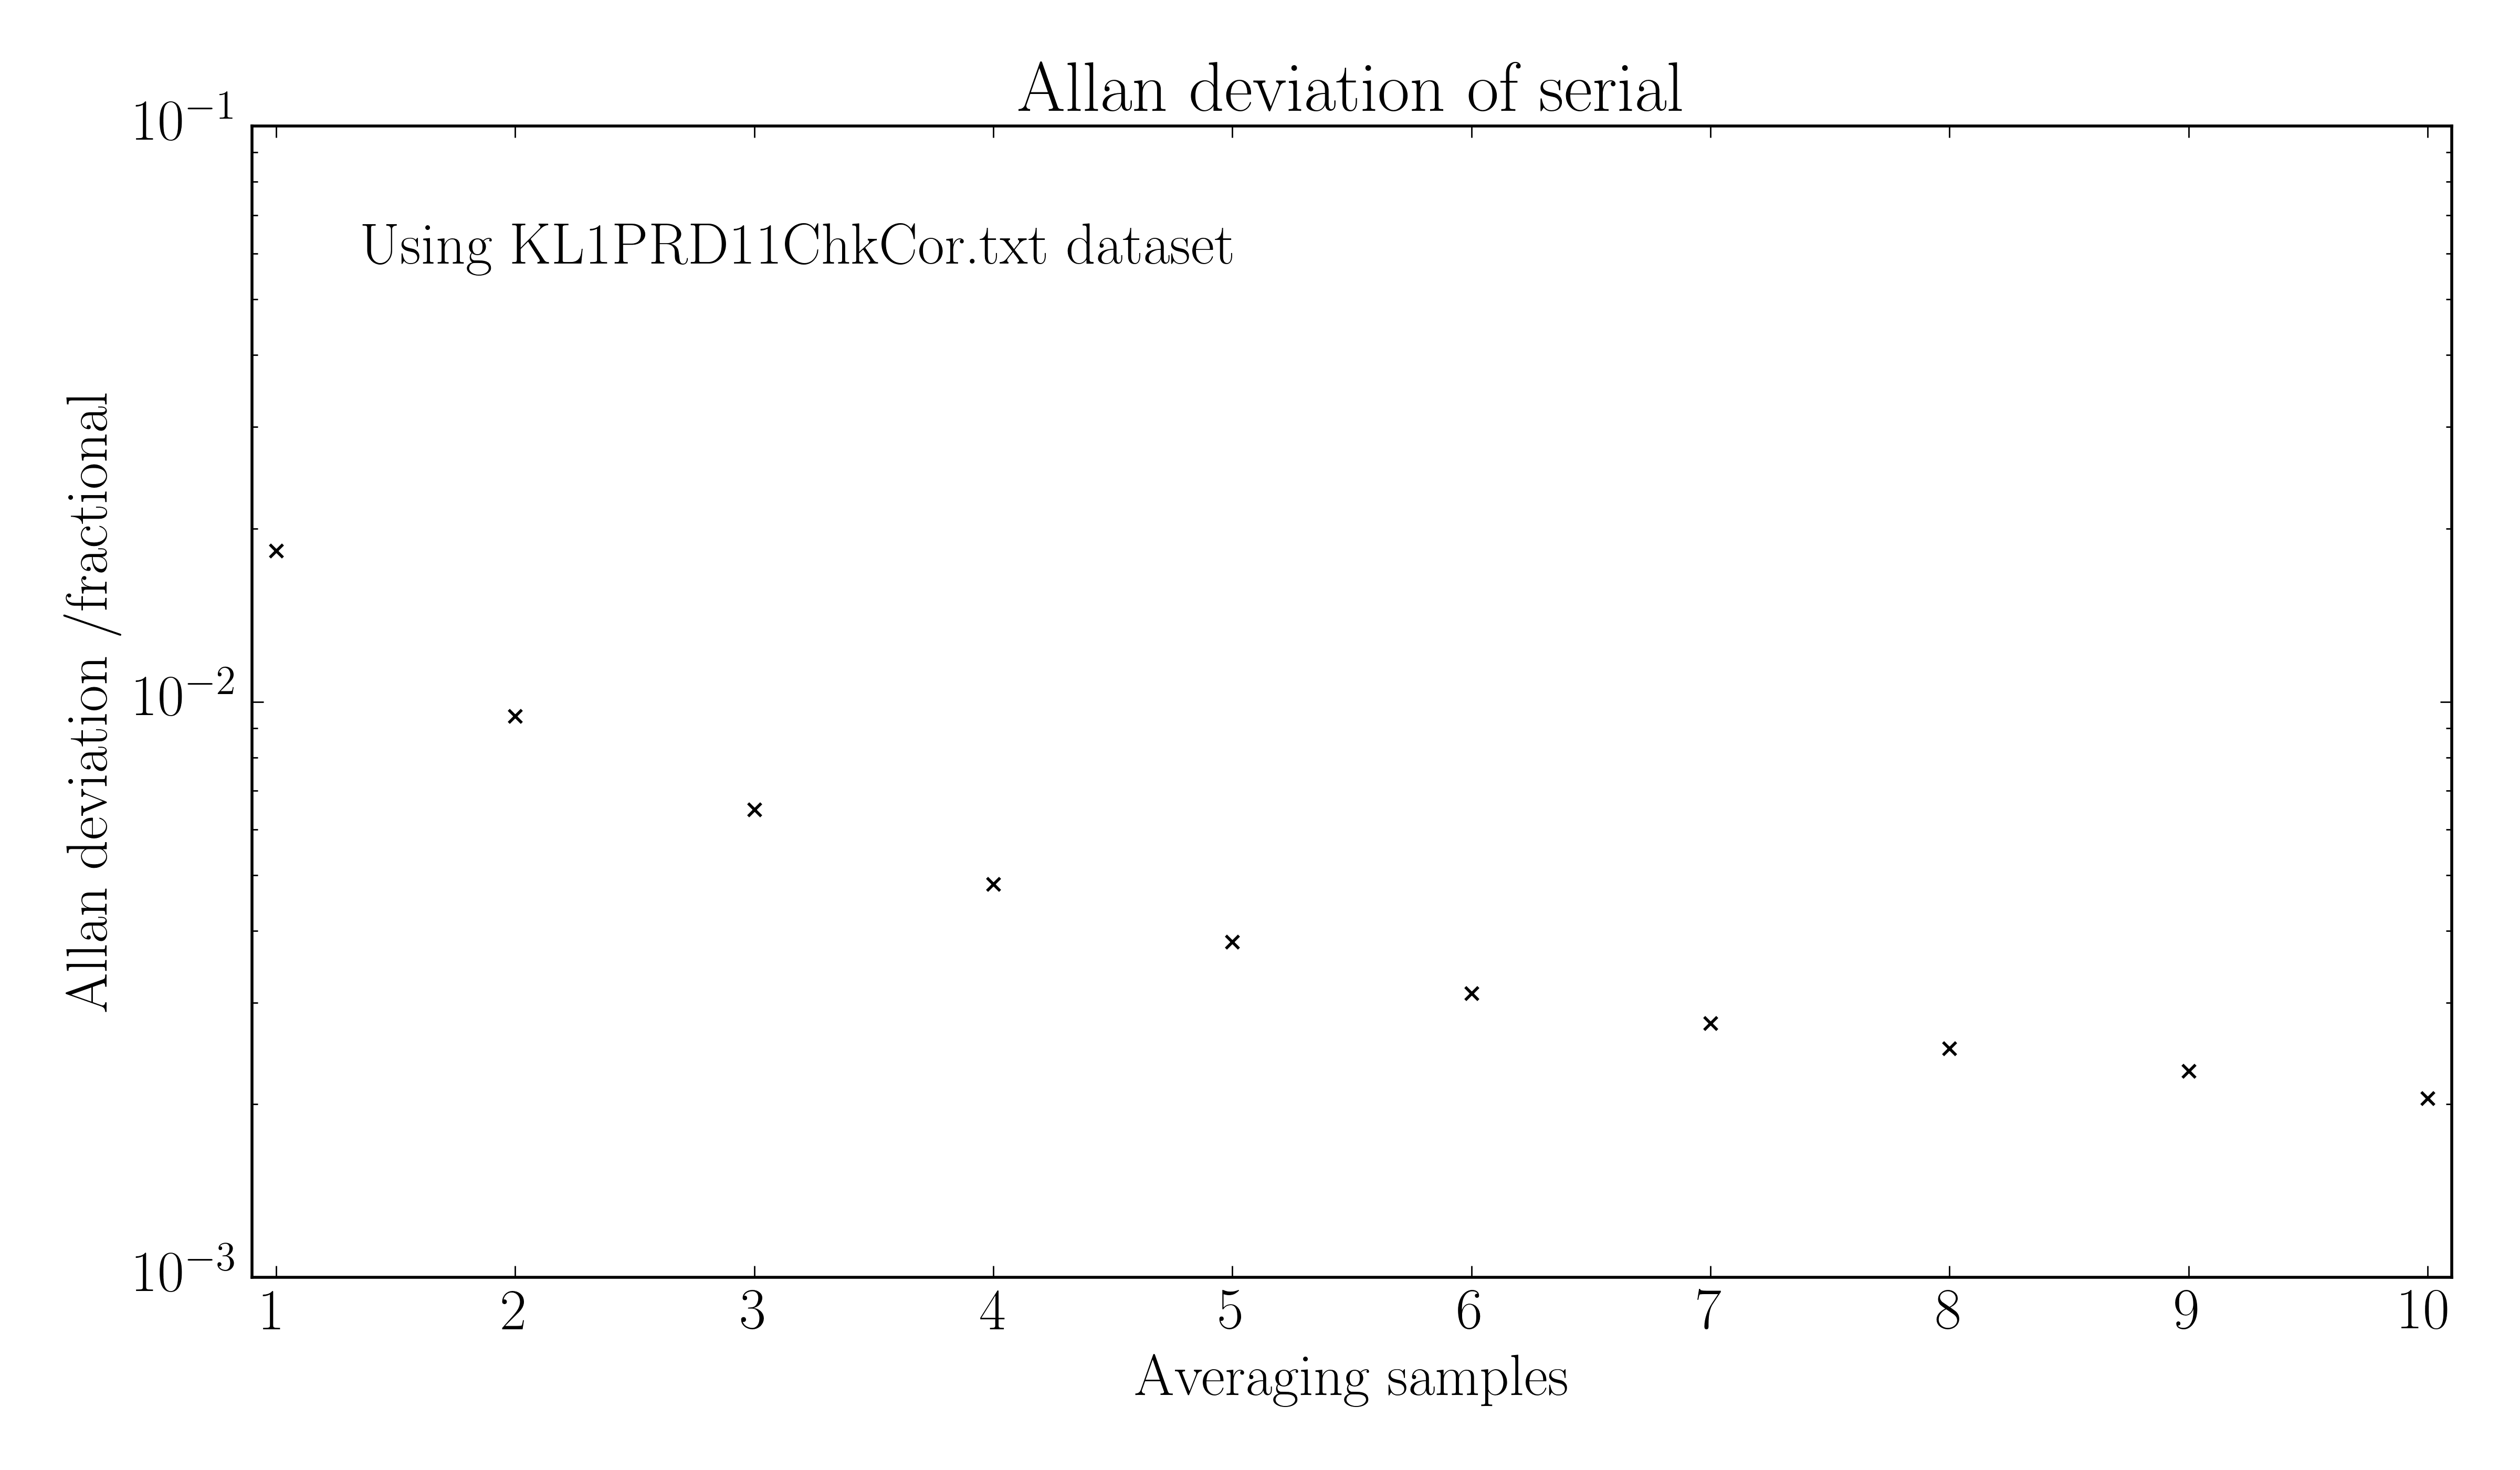 Allan deviation of serial
10⁻¹
Using KL1PRD11ChkCor.txt dataset
Allan deviation /fractional
10⁻²
10⁻³
1 2 3 4 5 6 7 8 9 10
Averaging samples